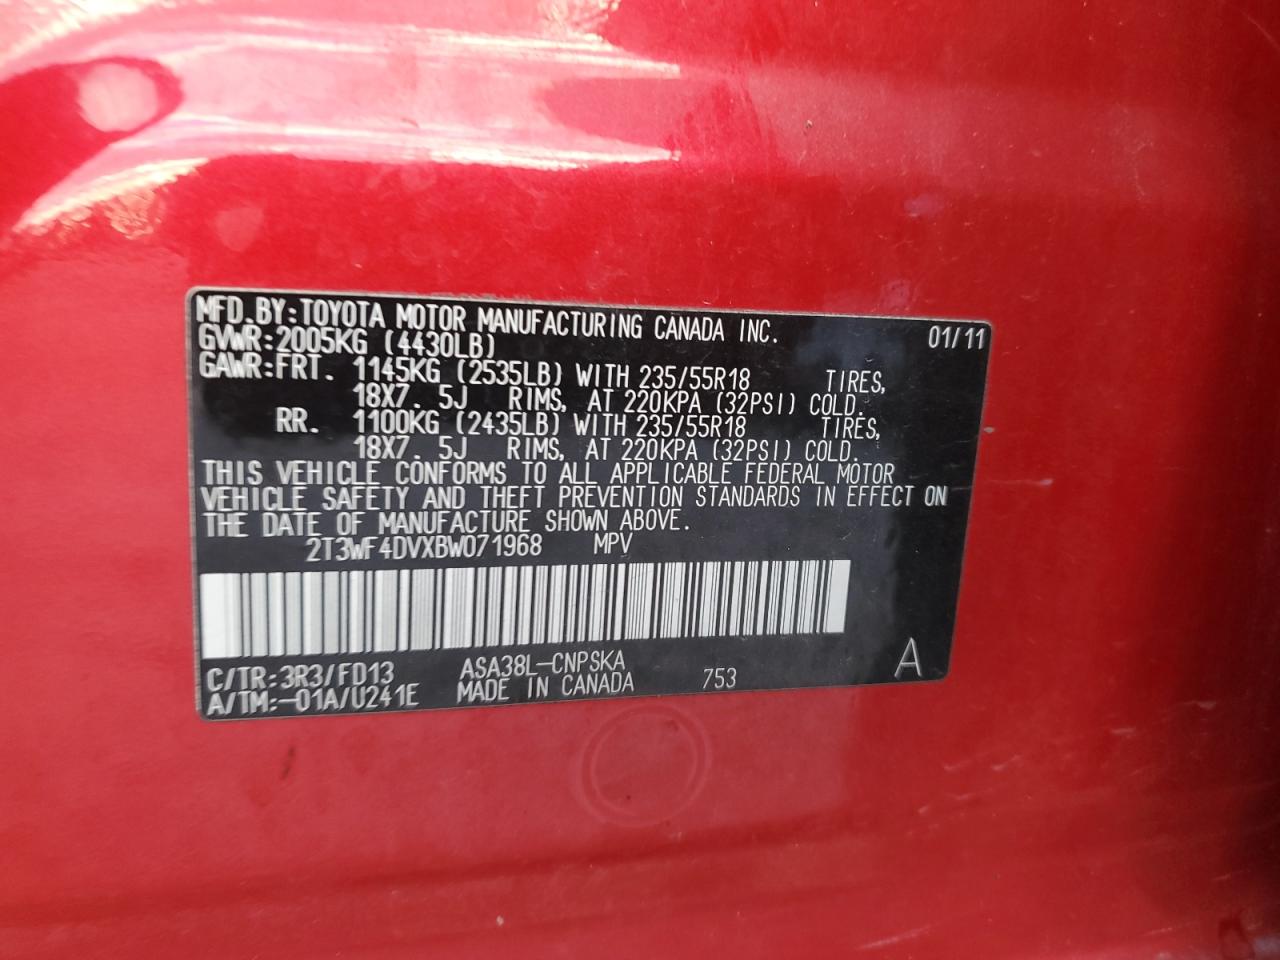 MFD.BY:TOYOTA MOTOR MANUFACTURING CANADA INC. 01/11
GVWR:2005KG (4430LB)
GAWR:FRT. 1145KG (2535LB) WITH 235/55R18 TIRES,
18X7. 5J RIMS, AT 220KPA (32PSI) COLD.
RR. 1100KG (2435LB) WITH 235/55R18 TIRES,
18X7. 5J RIMS, AT 220KPA (32PSI) COLD.
THIS VEHICLE CONFORMS TO ALL APPLICABLE FEDERAL MOTOR
VEHICLE SAFETY AND THEFT PREVENTION STANDARDS IN EFFECT ON
THE DATE OF MANUFACTURE SHOWN ABOVE.
2T3WF4DVXBW071968 MPV
C/TR:3R3/FD13 ASA38L-CNPSKA 753 A
A/TM:-01A/U241E MADE IN CANADA